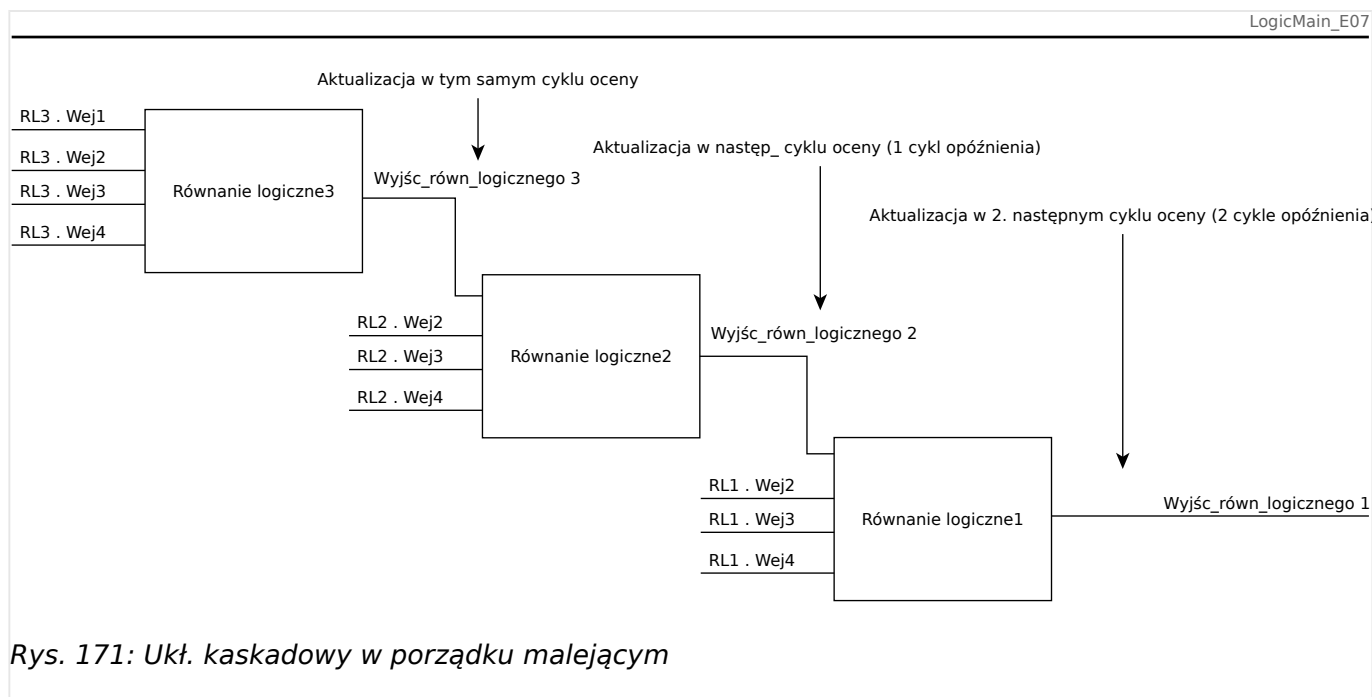 LogicMain_E07
Aktualizacja w tym samym cyklu oceny
RL3 . Wej1
RL3 . Wej2
RL3 . Wej3
RL3 . Wej4
Równanie logiczne3
Wyjśc_równ_logicznego 3
Aktualizacja w następ_ cyklu oceny (1 cykl opóźnienia)
Aktualizacja w 2. następnym cyklu oceny (2 cykle opóźnienia)
RL2 . Wej2
RL2 . Wej3
RL2 . Wej4
Równanie logiczne2
Wyjśc_równ_logicznego 2
RL1 . Wej2
RL1 . Wej3
RL1 . Wej4
Równanie logiczne1
Wyjśc_równ_logicznego 1
Rys. 171: Ukł. kaskadowy w porządku malejącym